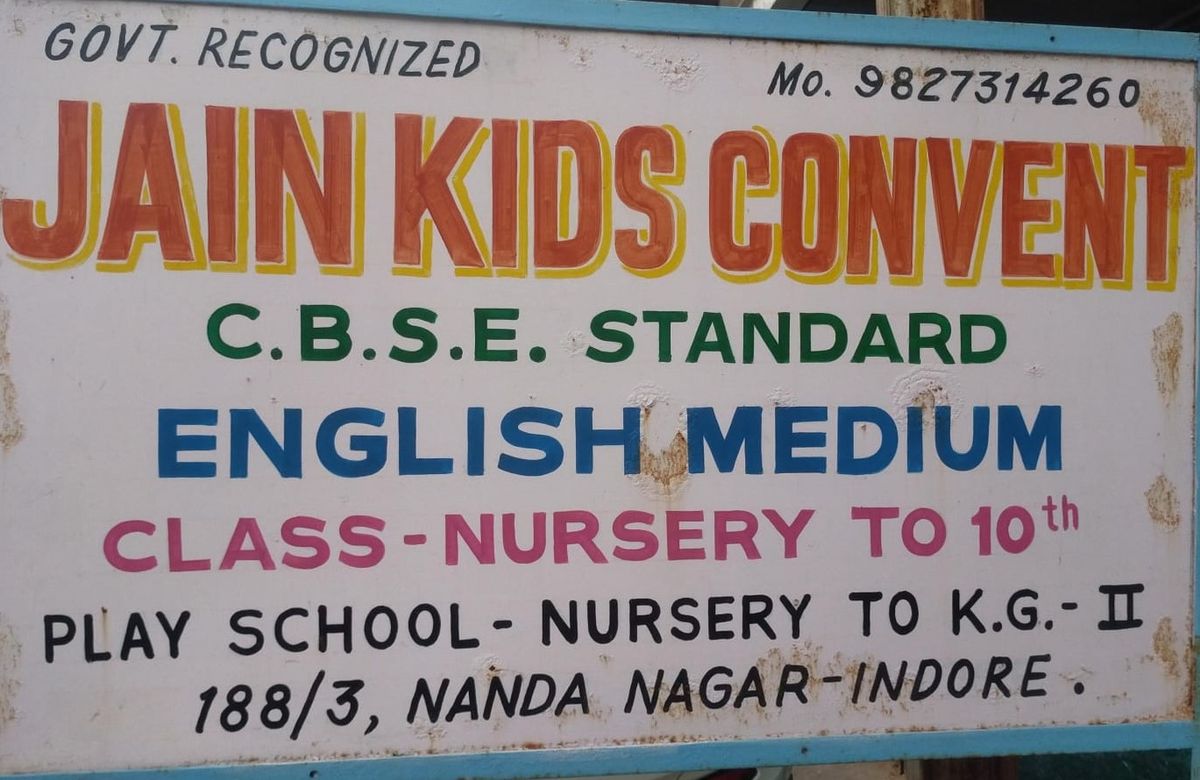 GOVT. RECOGNIZED
Mo. 9827314260
JAIN KIDS CONVENT
C.B.S.E. STANDARD
ENGLISH MEDIUM
CLASS-NURSERY TO 10th
PLAY SCHOOL- NURSERY TO K.G.- II
188/3, NANDA NAGAR-INDORE.